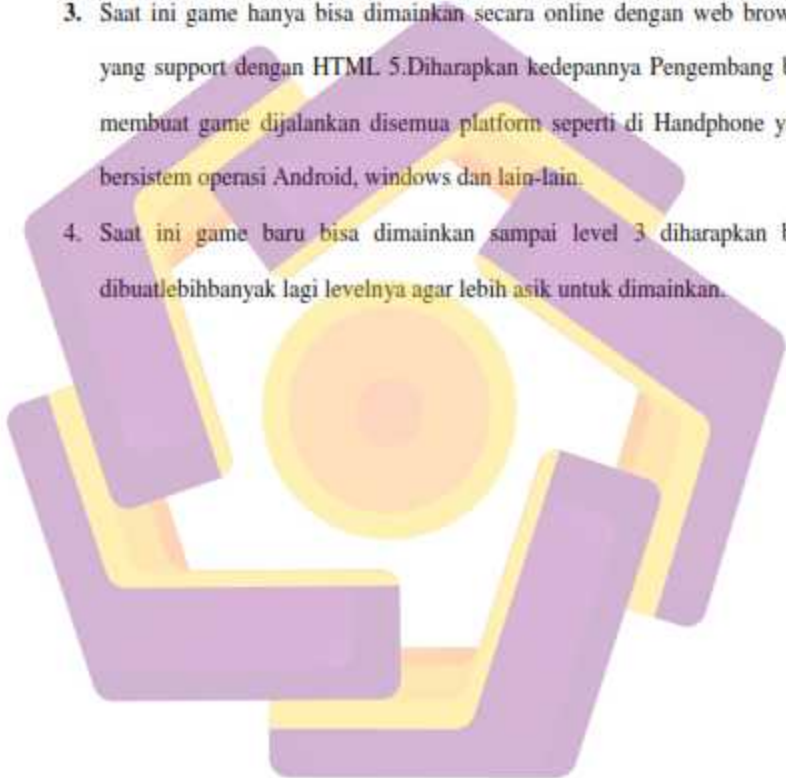 3. Saat ini game hanya bisa dimainkan secara online dengan web brow
yang support dengan HTML 5.Diharapkan kedepannya Pengembang b
membuat game dijalankan disemua platform seperti di Handphone y
bersistem operasi Android, windows dan lain-lain.
4. Saat ini game baru bisa dimainkan sampai level 3 diharapkan b
dibuatlebihbanyak lagi levelnya agar lebih asik untuk dimainkan.